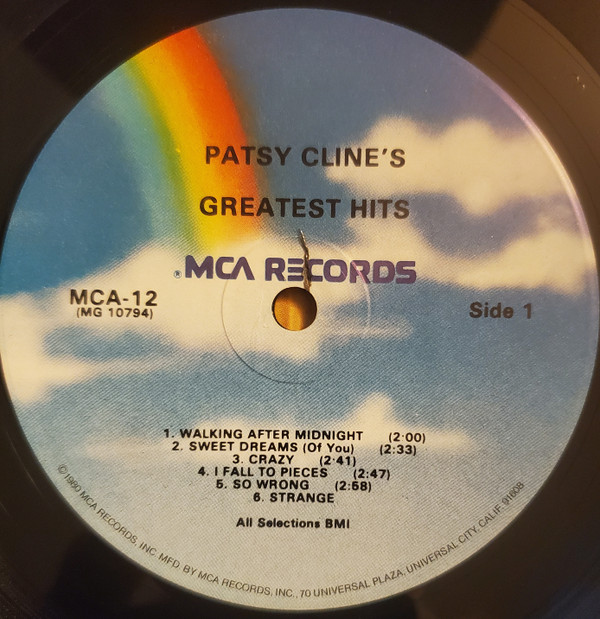 PATSY CLINE'S
GREATEST HITS
®MCA RECORDS
MCA-12
(MG 10794)
Side 1
1. WALKING AFTER MIDNIGHT (2:00)
2. SWEET DREAMS (Of You) (2:33)
3. CRAZY (2:41)
4. I FALL TO PIECES (2:47)
5. SO WRONG (2:58)
6. STRANGE
All Selections BMI
©1980 MCA RECORDS, INC. MFD. BY MCA RECORDS, INC., 70 UNIVERSAL PLAZA, UNIVERSAL CITY, CALIF. 91608